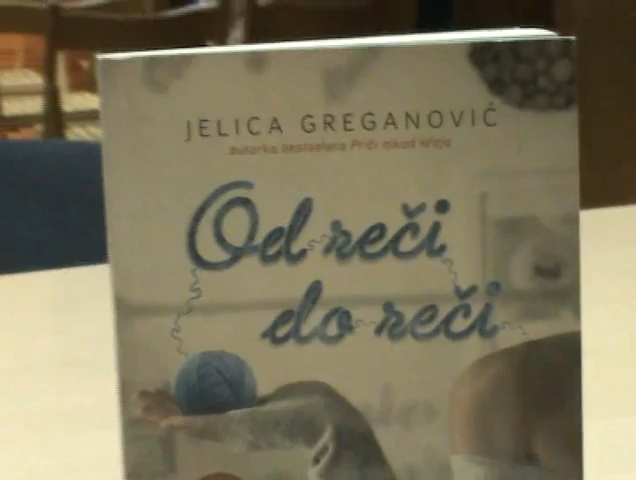 JELICA GREGANOVIĆ
autorka bestselera Priči nikad kraja
Od reči
do reči